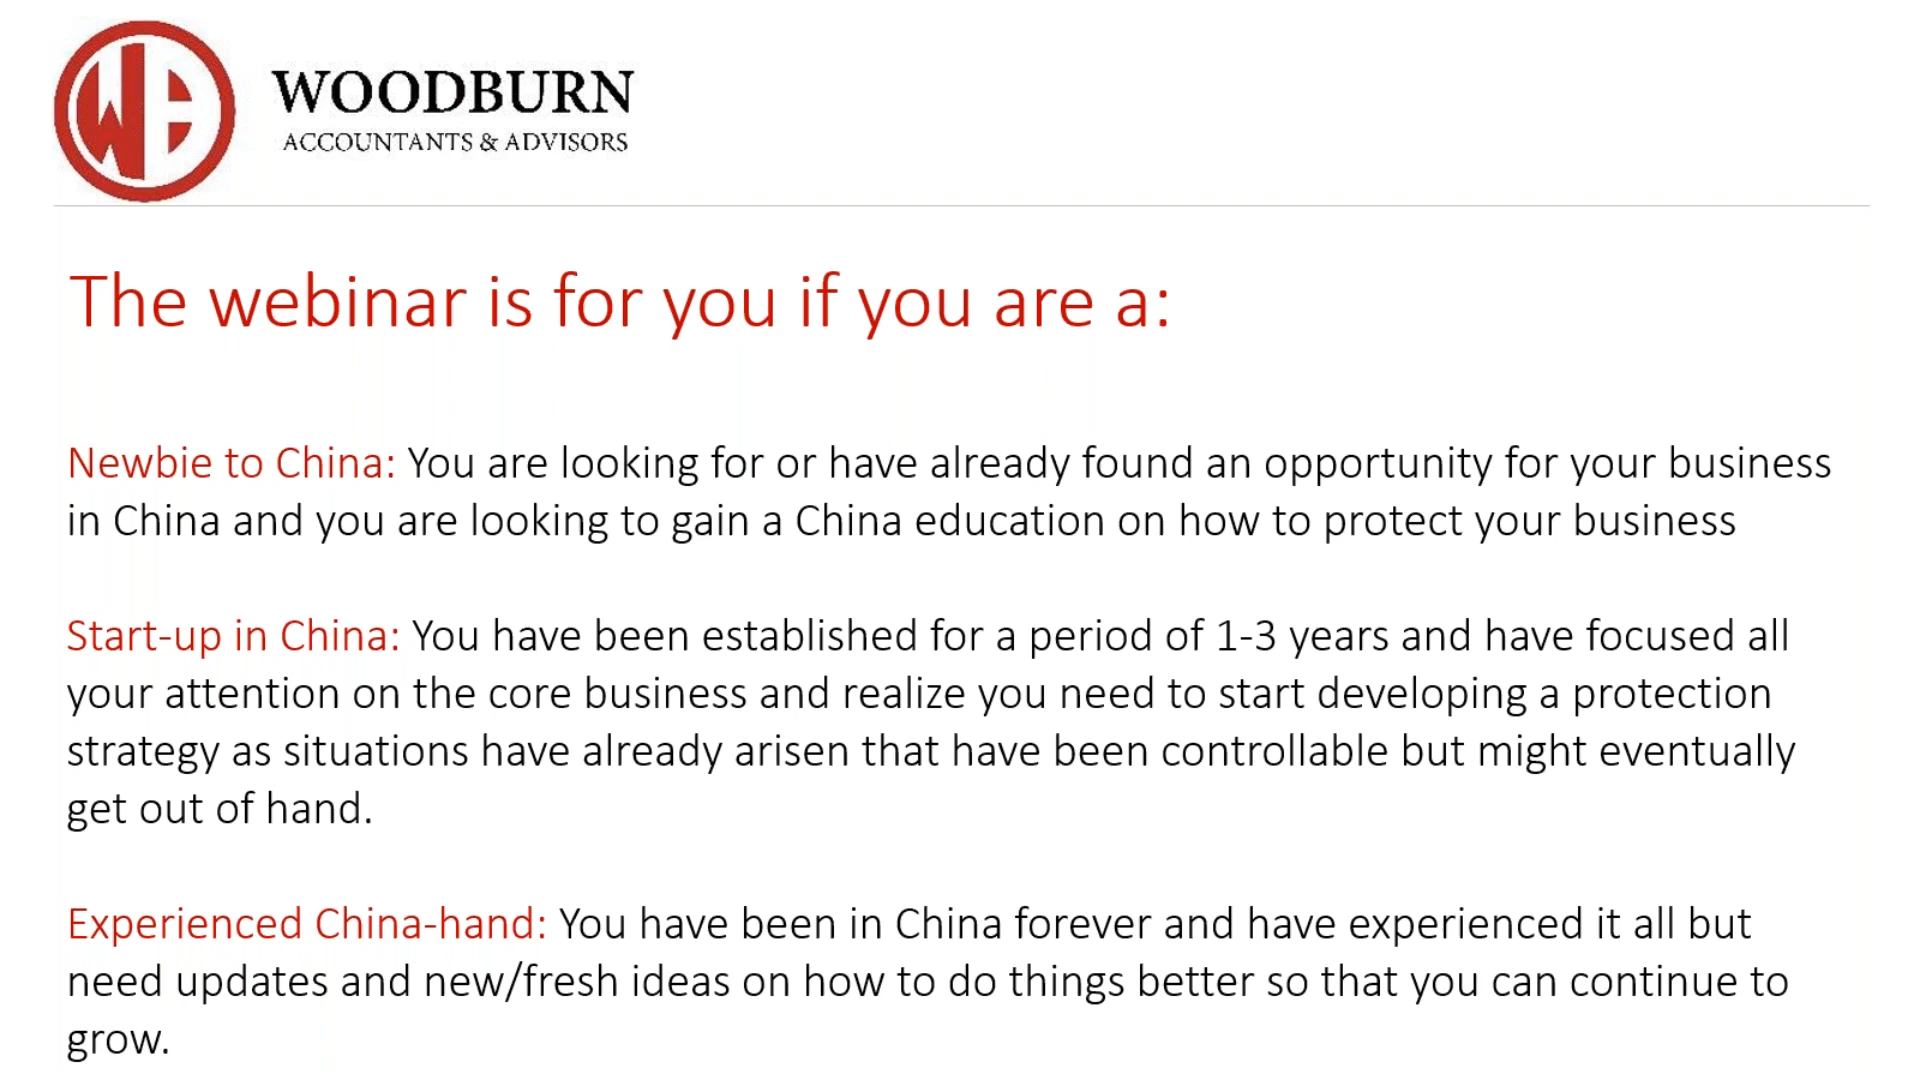 WB
WOODBURN
ACCOUNTANTS & ADVISORS
The webinar is for you if you are a:
Newbie to China: You are looking for or have already found an opportunity for your business
in China and you are looking to gain a China education on how to protect your business
Start-up in China: You have been established for a period of 1-3 years and have focused all
your attention on the core business and realize you need to start developing a protection
strategy as situations have already arisen that have been controllable but might eventually
get out of hand.
Experienced China-hand: You have been in China forever and have experienced it all but
need updates and new/fresh ideas on how to do things better so that you can continue to
grow.